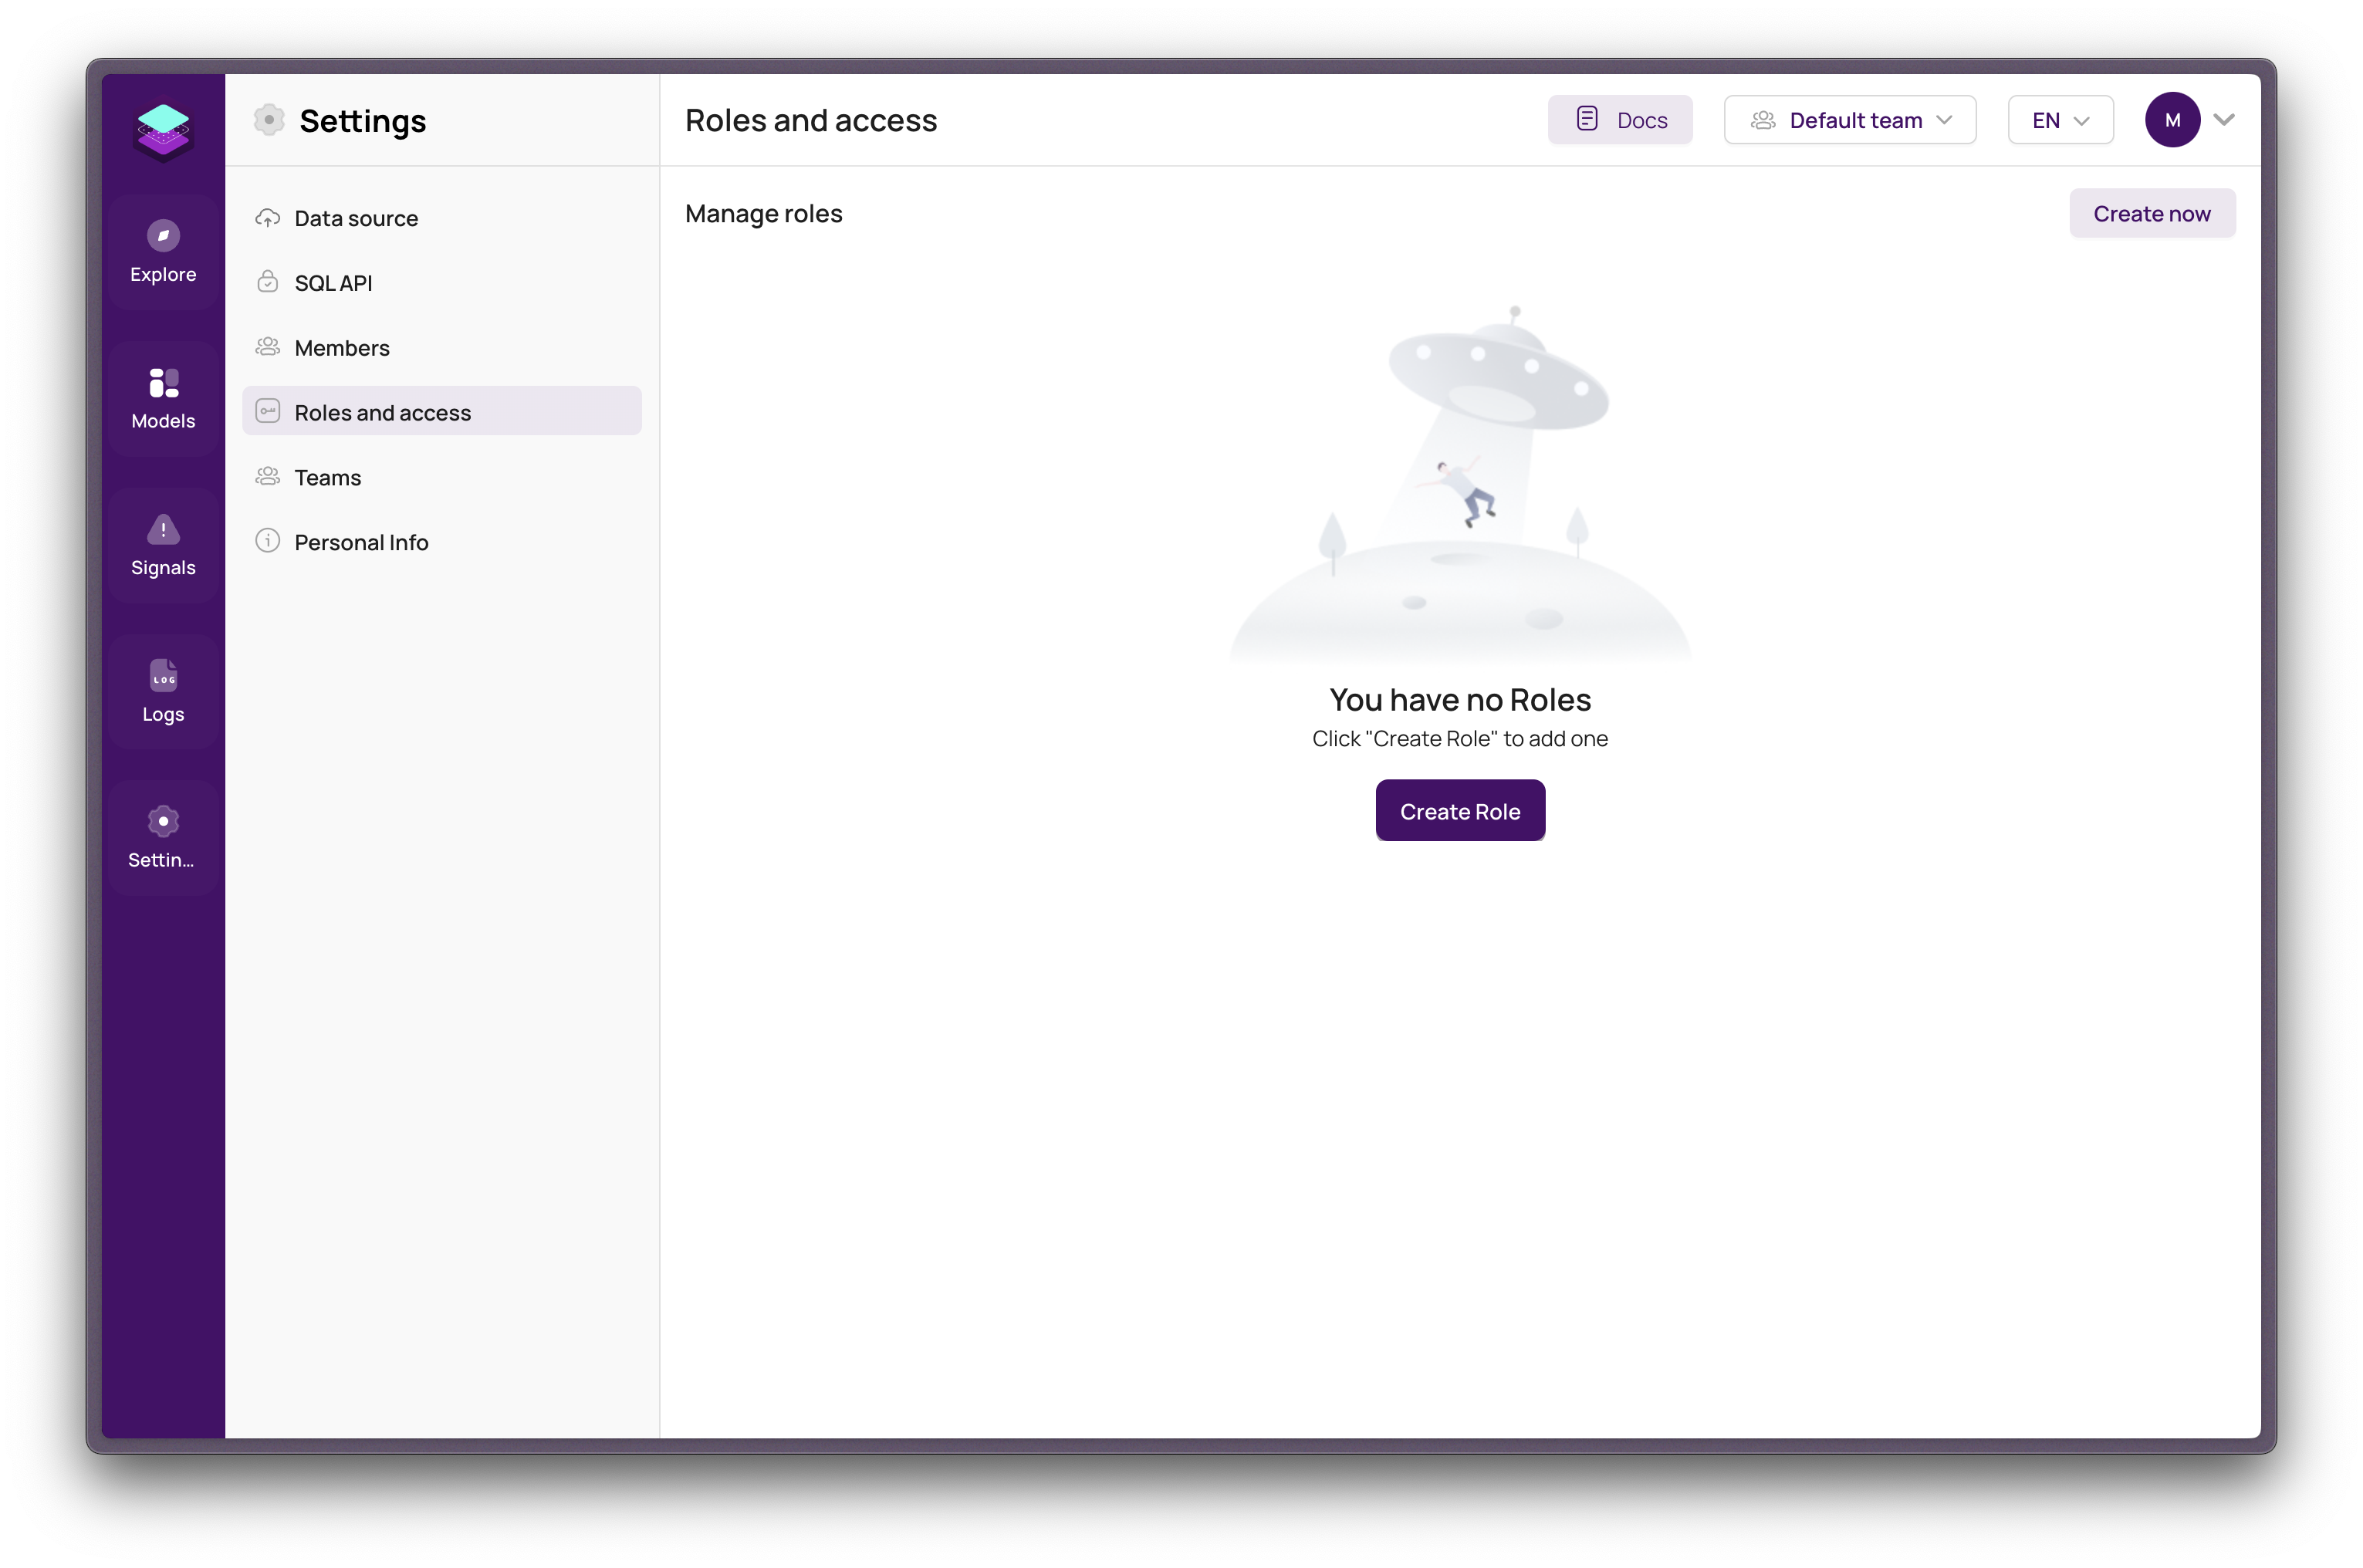 Settings
Roles and access
Docs
Default team
EN
M
Explore
Models
Signals
LOG
Logs
Settin...
Data source
SQL API
Members
Roles and access
Teams
Personal Info
Manage roles
Create now
You have no Roles
Click "Create Role" to add one
Create Role